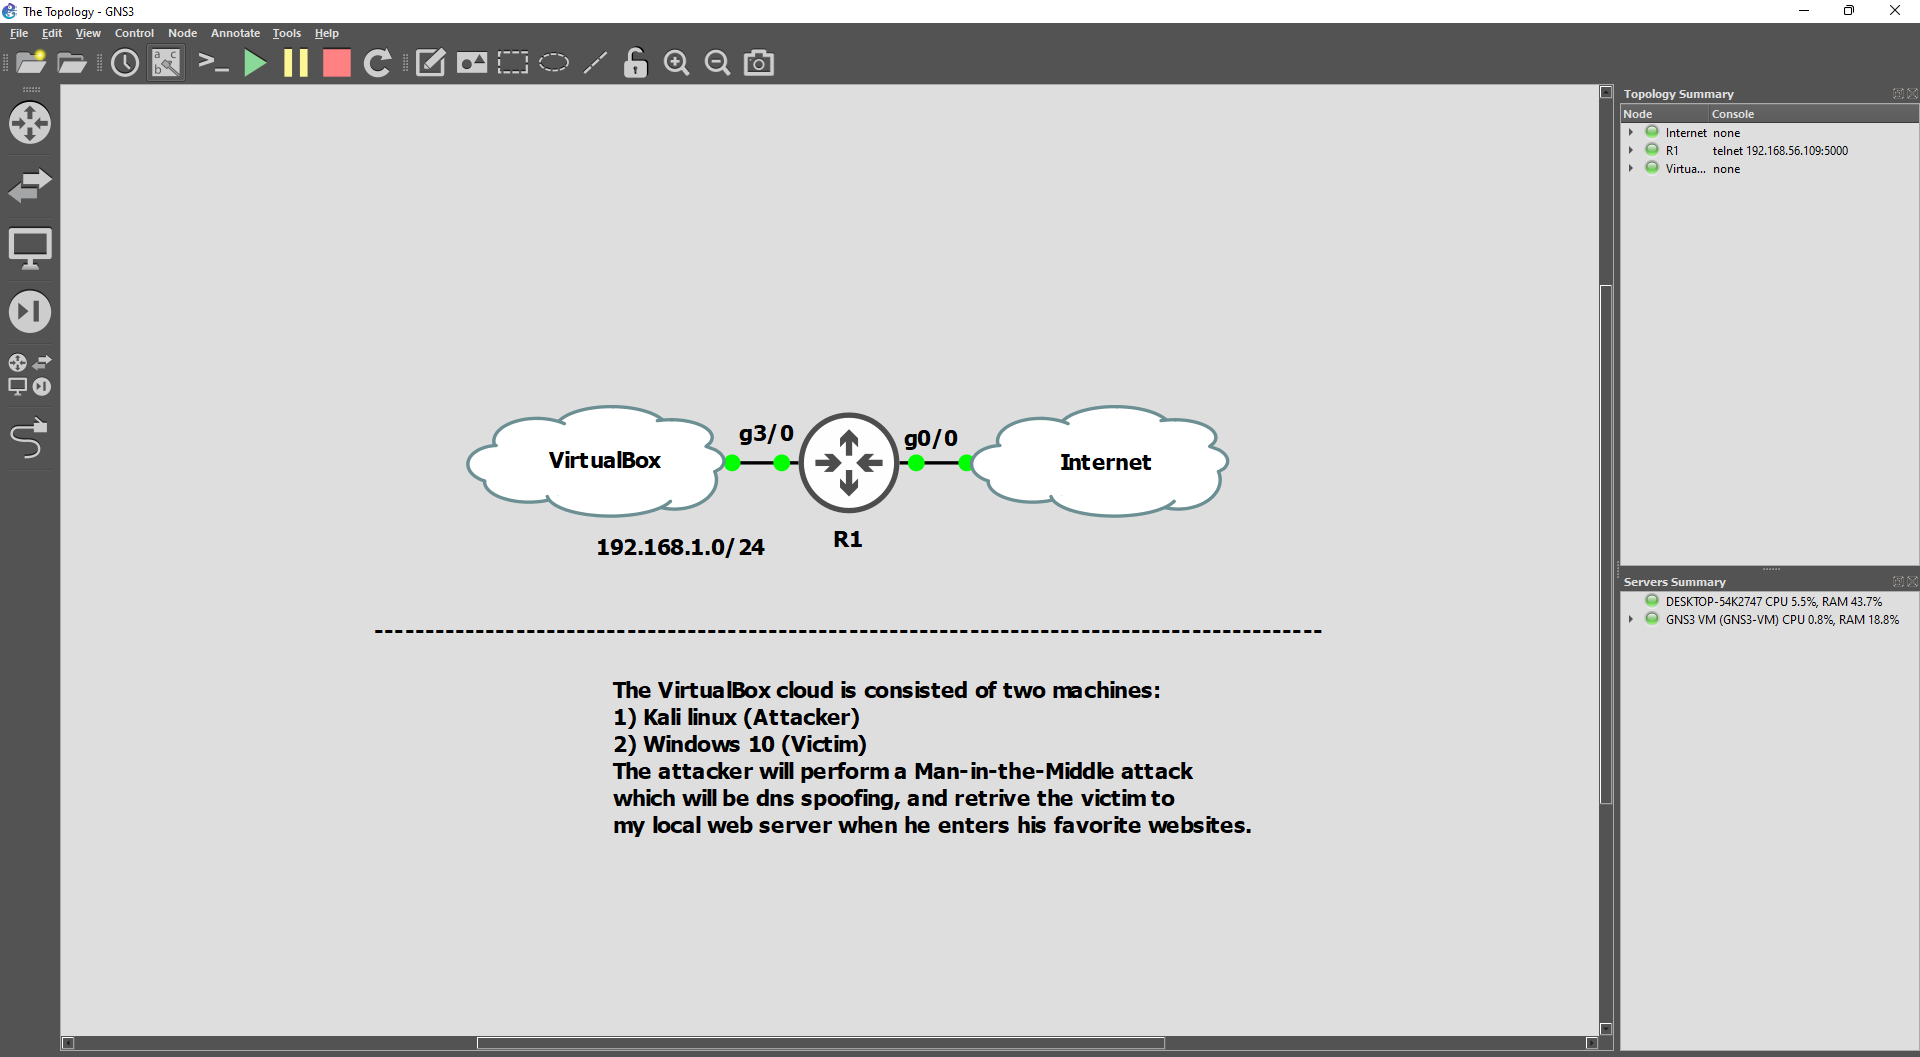 The Topology - GNS3
File Edit View Control Node Annotate Tools Help
a c
b
Topology Summary
Node Console
Internet none
R1 telnet 192.168.56.109:5000
Virtua... none
g3/0
g0/0
VirtualBox
Internet
R1
192.168.1.0/24
Servers Summary
DESKTOP-54K2747 CPU 5.5%, RAM 43.7%
GNS3 VM (GNS3-VM) CPU 0.8%, RAM 18.8%
--------------------------------------------------------------------------------------------
The VirtualBox cloud is consisted of two machines:
1) Kali linux (Attacker)
2) Windows 10 (Victim)
The attacker will perform a Man-in-the-Middle attack
which will be dns spoofing, and retrive the victim to
my local web server when he enters his favorite websites.